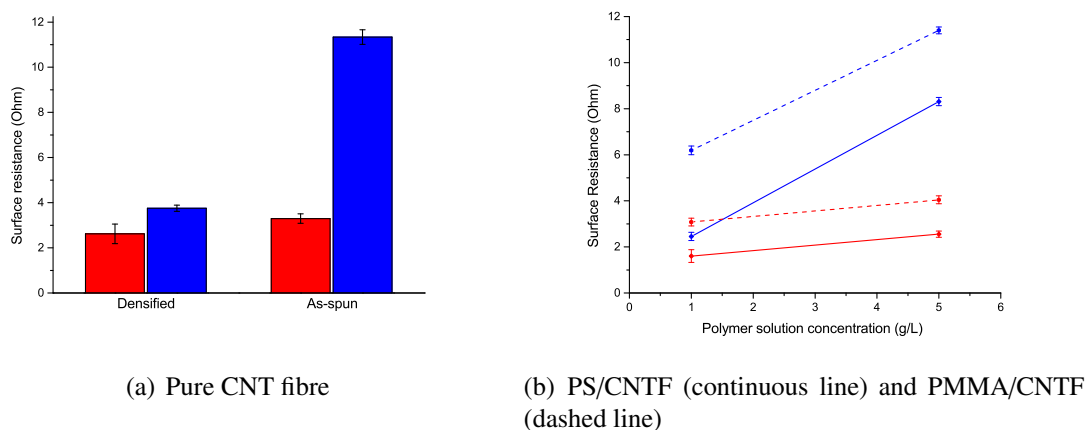 12
10
8
6
4
2
0
Surface resistance (Ohm)
Densified
As-spun
(a) Pure CNT fibre
12
10
8
6
4
2
0
Surface Resistance (Ohm)
0 1 2 3 4 5 6
Polymer solution concentration (g/L)
(b) PS/CNTF (continuous line) and PMMA/CNTF
(dashed line)